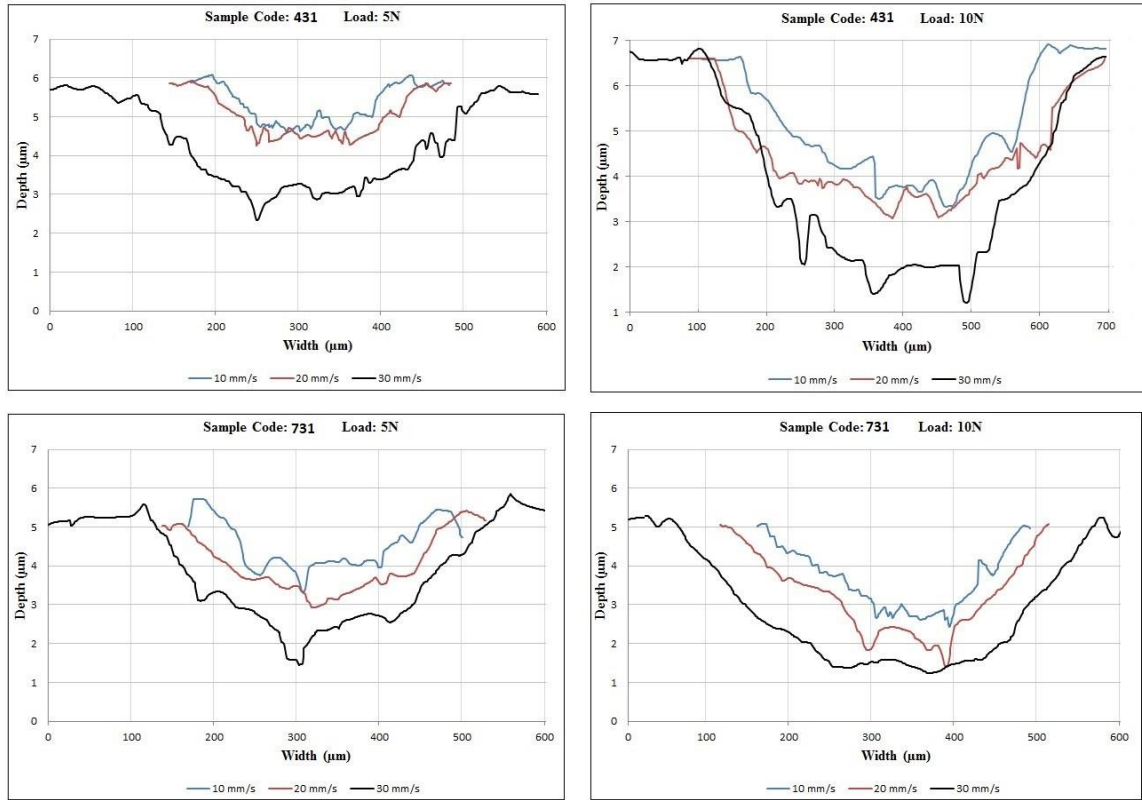 Sample Code: 431 Load: 5N
7
6
5
4
3
2
1
0
Depth (µm)
0 100 200 300 400 500 600
Width (µm)
10 mm/s 20 mm/s 30 mm/s
Sample Code: 431 Load: 10N
7
6
5
4
3
2
1
Depth (µm)
0 100 200 300 400 500 600 700
Width (µm)
10 mm/s 20 mm/s 30 mm/s
Sample Code: 731 Load: 5N
7
6
5
4
3
2
1
0
Depth (µm)
0 100 200 300 400 500 600
Width (µm)
10 mm/s 20 mm/s 30 mm/s
Sample Code: 731 Load: 10N
7
6
5
4
3
2
1
0
Depth (µm)
0 100 200 300 400 500 600
Width (µm)
10 mm/s 20 mm/s 30 mm/s